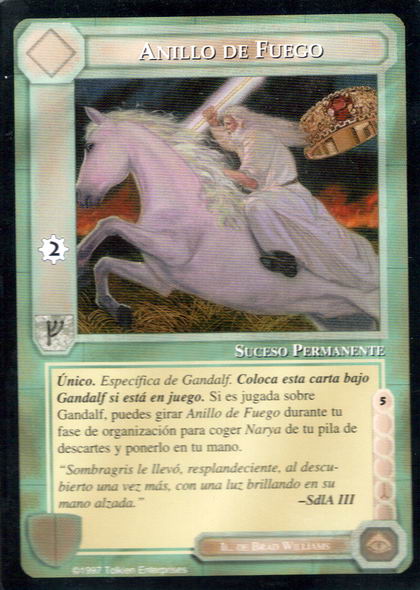 ANILLO DE FUEGO
2
SUCESO PERMANENTE
Único. Específica de Gandalf. Coloca esta carta bajo
Gandalf si está en juego. Si es jugada sobre
Gandalf, puedes girar Anillo de Fuego durante tu
fase de organización para coger Narya de tu pila de
descartes y ponerlo en tu mano.
5
“Sombragris le llevó, resplandeciente, al descu-
bierto una vez más, con una luz brillando en su
mano alzada.” –SdlA III
IL. DE BRAD WILLIAMS
©1997 Tolkien Enterprises